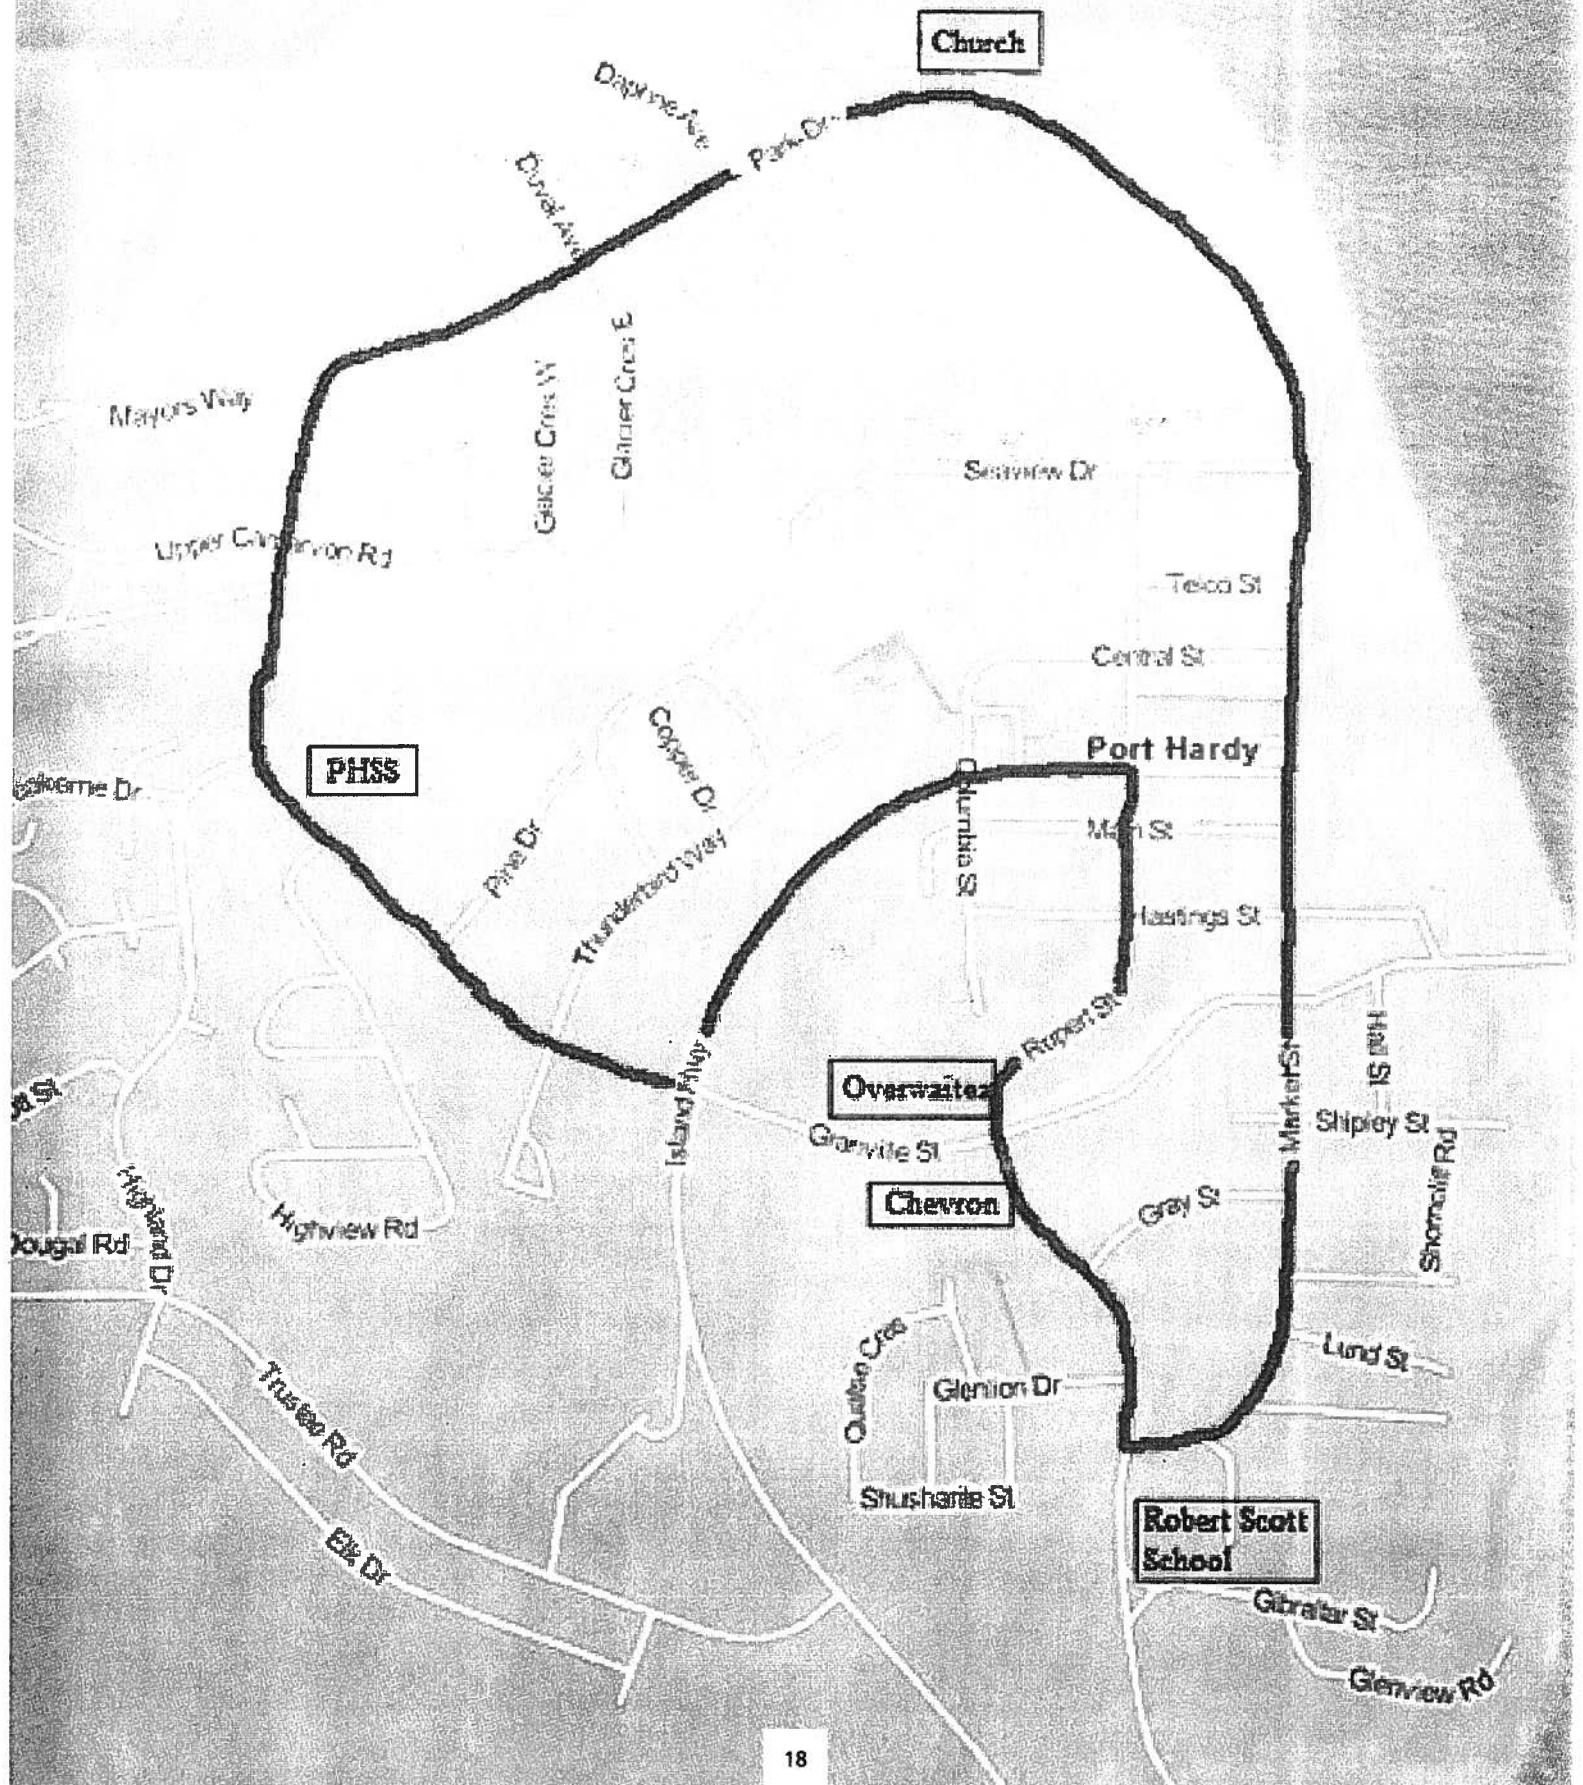 Church
Daphne Ave
Park Dr
Duval Ave
Mayors Way
Glacier Cres W
Glacier Cres E
Seaview Dr
Upper Carnarvon Rd
Telco St
Central St
Port Hardy
PHSS
Copper Dr
Columbia St
Main St
Pine Dr
Thunderbird Way
Hastings St
Rupert St
Island Hwy
Overwaitea
Market St
Hall St
Shipley St
Granville St
Chevron
Gray St
Shorncliff Rd
Highview Rd
Highland Dr
Dougal Rd
Lund St
Glenlion Dr
Trustee Rd
Shushartie St
Robert Scott
School
Elk Dr
Gibraltar St
Glenview Rd
18